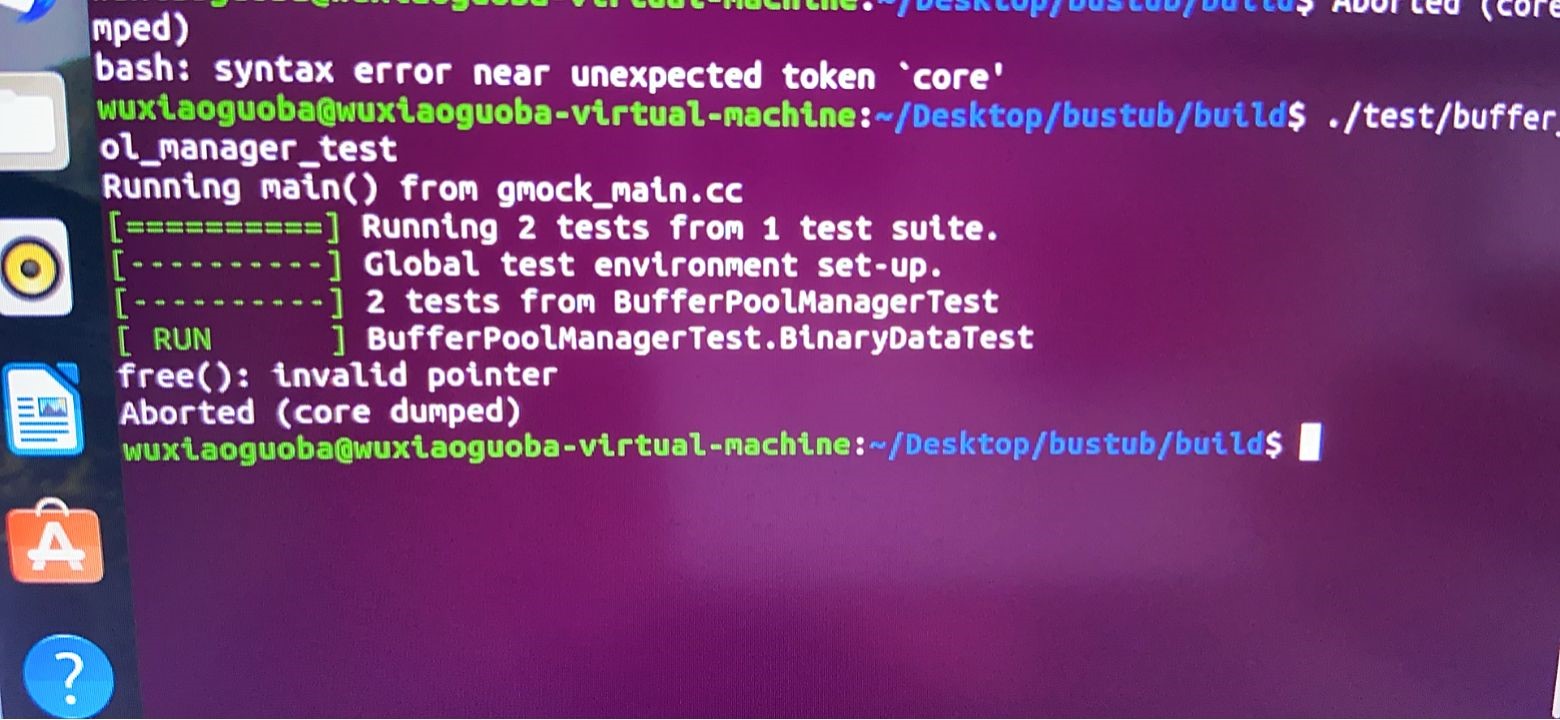 wuxiaoguoba@wuxiaoguoba-virtual-machine:~/Desktop/bustub/build$ Aborted (core
mped)
bash: syntax error near unexpected token `core'
wuxiaoguoba@wuxiaoguoba-virtual-machine:~/Desktop/bustub/build$ ./test/buffer_
ol_manager_test
Running main() from gmock_main.cc
[==========] Running 2 tests from 1 test suite.
[----------] Global test environment set-up.
[----------] 2 tests from BufferPoolManagerTest
[ RUN      ] BufferPoolManagerTest.BinaryDataTest
free(): invalid pointer
Aborted (core dumped)
wuxiaoguoba@wuxiaoguoba-virtual-machine:~/Desktop/bustub/build$